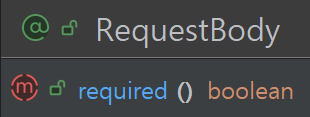 @ RequestBody
m required () boolean